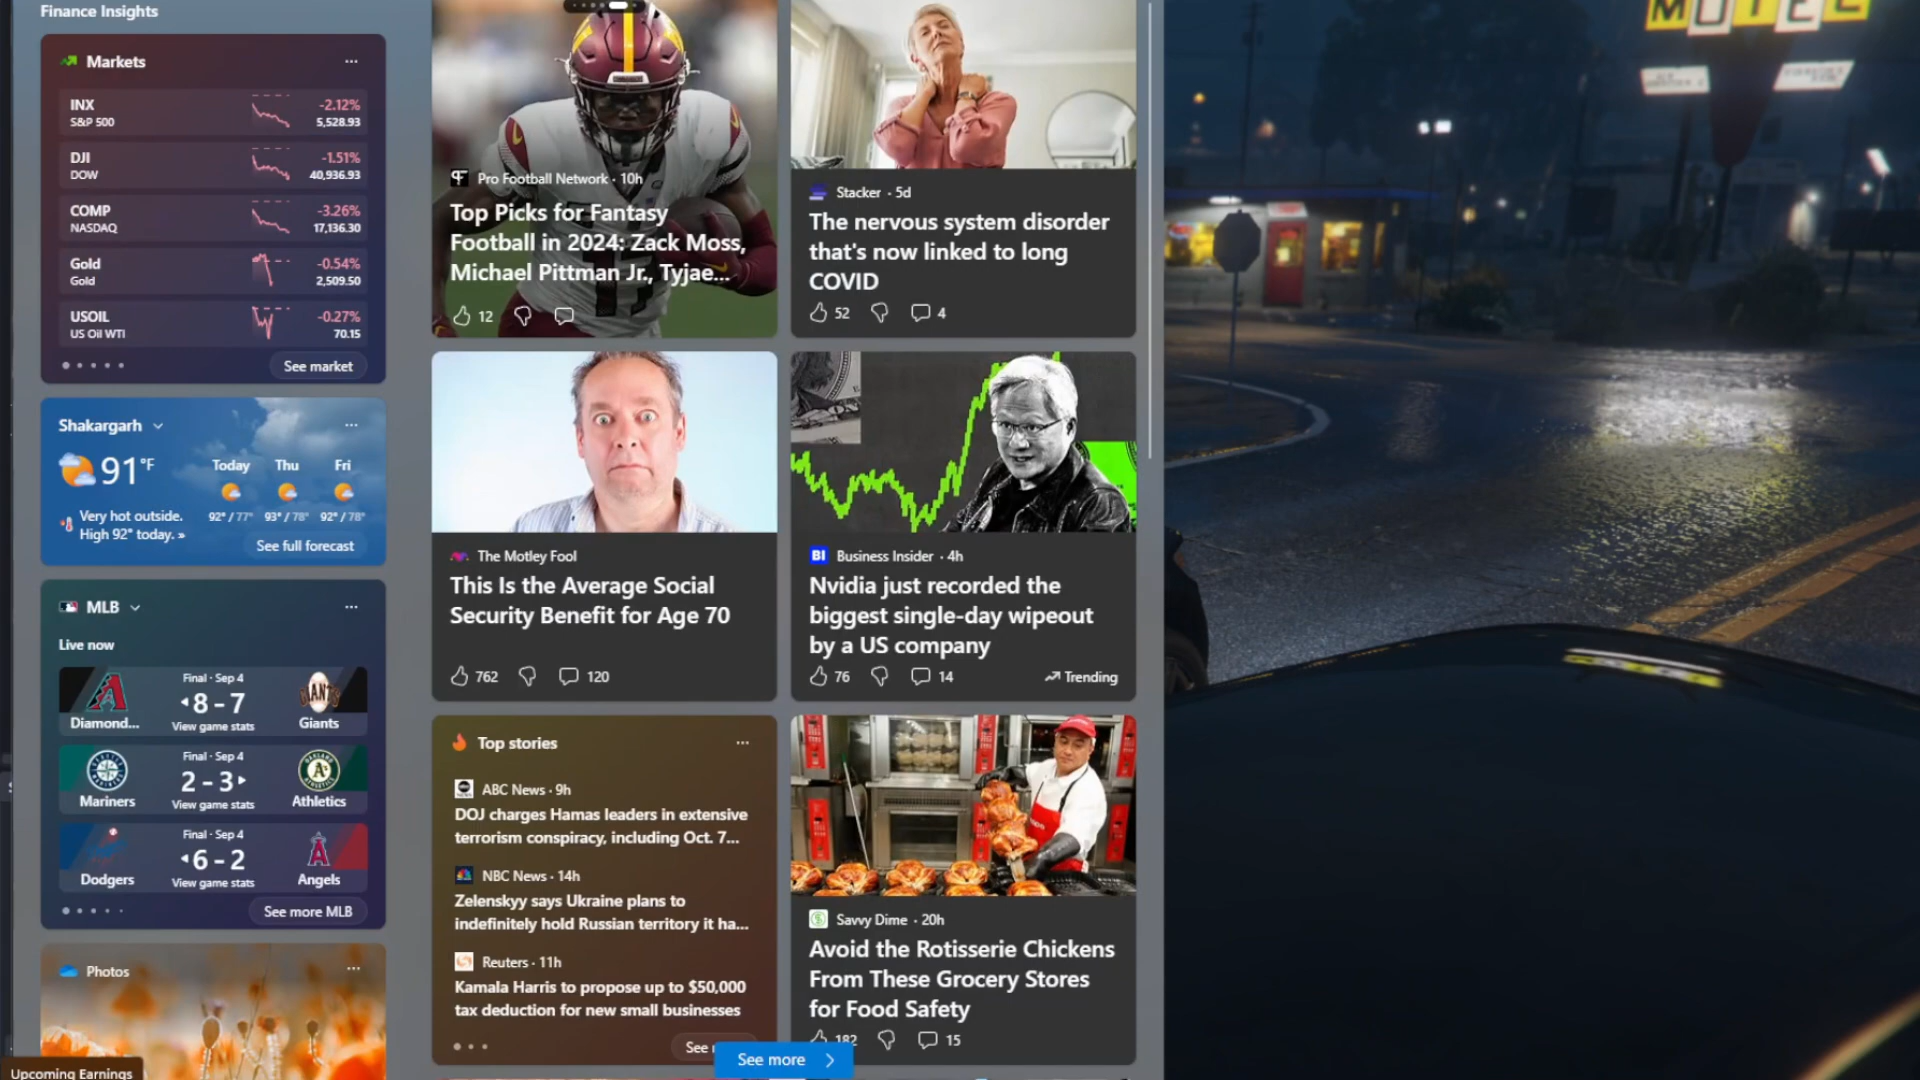 Finance Insights
Markets
INX
S&P 500
-2.12%
5,528.93
DJI
DOW
-1.51%
40,936.93
COMP
NASDAQ
-3.26%
17,136.30
Gold
Gold
-0.54%
2,509.50
USOIL
US Oil WTI
-0.27%
70.15
See market
Shakargarh
91°F
Very hot outside.
High 92° today. »
Today
92° / 77°
Thu
93° / 78°
Fri
92° / 78°
See full forecast
MLB
Live now
Diamond...
Final · Sep 4
8 - 7
View game stats
GIANTS
Giants
Mariners
Final · Sep 4
2 - 3
View game stats
Athletics
Dodgers
Final · Sep 4
6 - 2
View game stats
Angels
See more MLB
Photos
Upcoming Earnings
Pro Football Network · 10h
Top Picks for Fantasy
Football in 2024: Zack Moss,
Michael Pittman Jr., Tyjae...
12
Stacker · 5d
The nervous system disorder
that's now linked to long
COVID
52
4
The Motley Fool
This Is the Average Social
Security Benefit for Age 70
762
120
BI Business Insider · 4h
Nvidia just recorded the
biggest single-day wipeout
by a US company
76
14
Trending
Top stories
ABC News · 9h
DOJ charges Hamas leaders in extensive
terrorism conspiracy, including Oct. 7...
NBC News · 14h
Zelenskyy says Ukraine plans to
indefinitely hold Russian territory it ha...
Reuters · 11h
Kamala Harris to propose up to $50,000
tax deduction for new small businesses
See
Savvy Dime · 20h
Avoid the Rotisserie Chickens
From These Grocery Stores
for Food Safety
182
15
See more
MOTEL